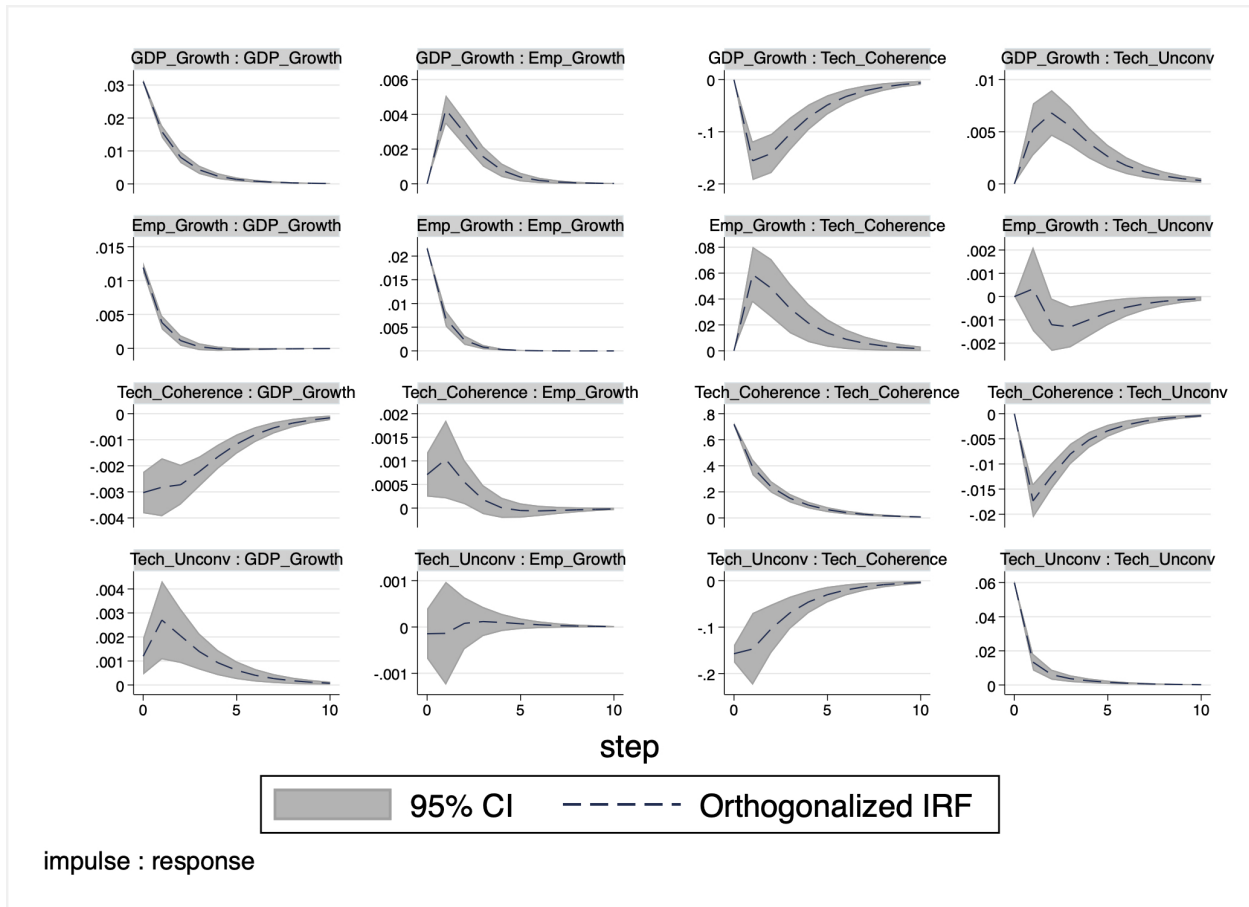 GDP_Growth : GDP_Growth
GDP_Growth : Emp_Growth
GDP_Growth : Tech_Coherence
GDP_Growth : Tech_Unconv
.03
.02
.01
0
.006
.004
.002
0
0
-.1
-.2
.01
.005
0
Emp_Growth : GDP_Growth
Emp_Growth : Emp_Growth
Emp_Growth : Tech_Coherence
Emp_Growth : Tech_Unconv
.015
.01
.005
0
.02
.015
.01
.005
0
.08
.06
.04
.02
0
.002
.001
0
-.001
-.002
Tech_Coherence : GDP_Growth
Tech_Coherence : Emp_Growth
Tech_Coherence : Tech_Coherence
Tech_Coherence : Tech_Unconv
0
-.001
-.002
-.003
-.004
.002
.0015
.001
.0005
0
.8
.6
.4
.2
0
0
-.005
-.01
-.015
-.02
Tech_Unconv : GDP_Growth
Tech_Unconv : Emp_Growth
Tech_Unconv : Tech_Coherence
Tech_Unconv : Tech_Unconv
.004
.003
.002
.001
0
.001
0
-.001
0
-.1
-.2
.06
.04
.02
0
0 5 10
0 5 10
0 5 10
0 5 10
step
95% CI
Orthogonalized IRF
impulse : response